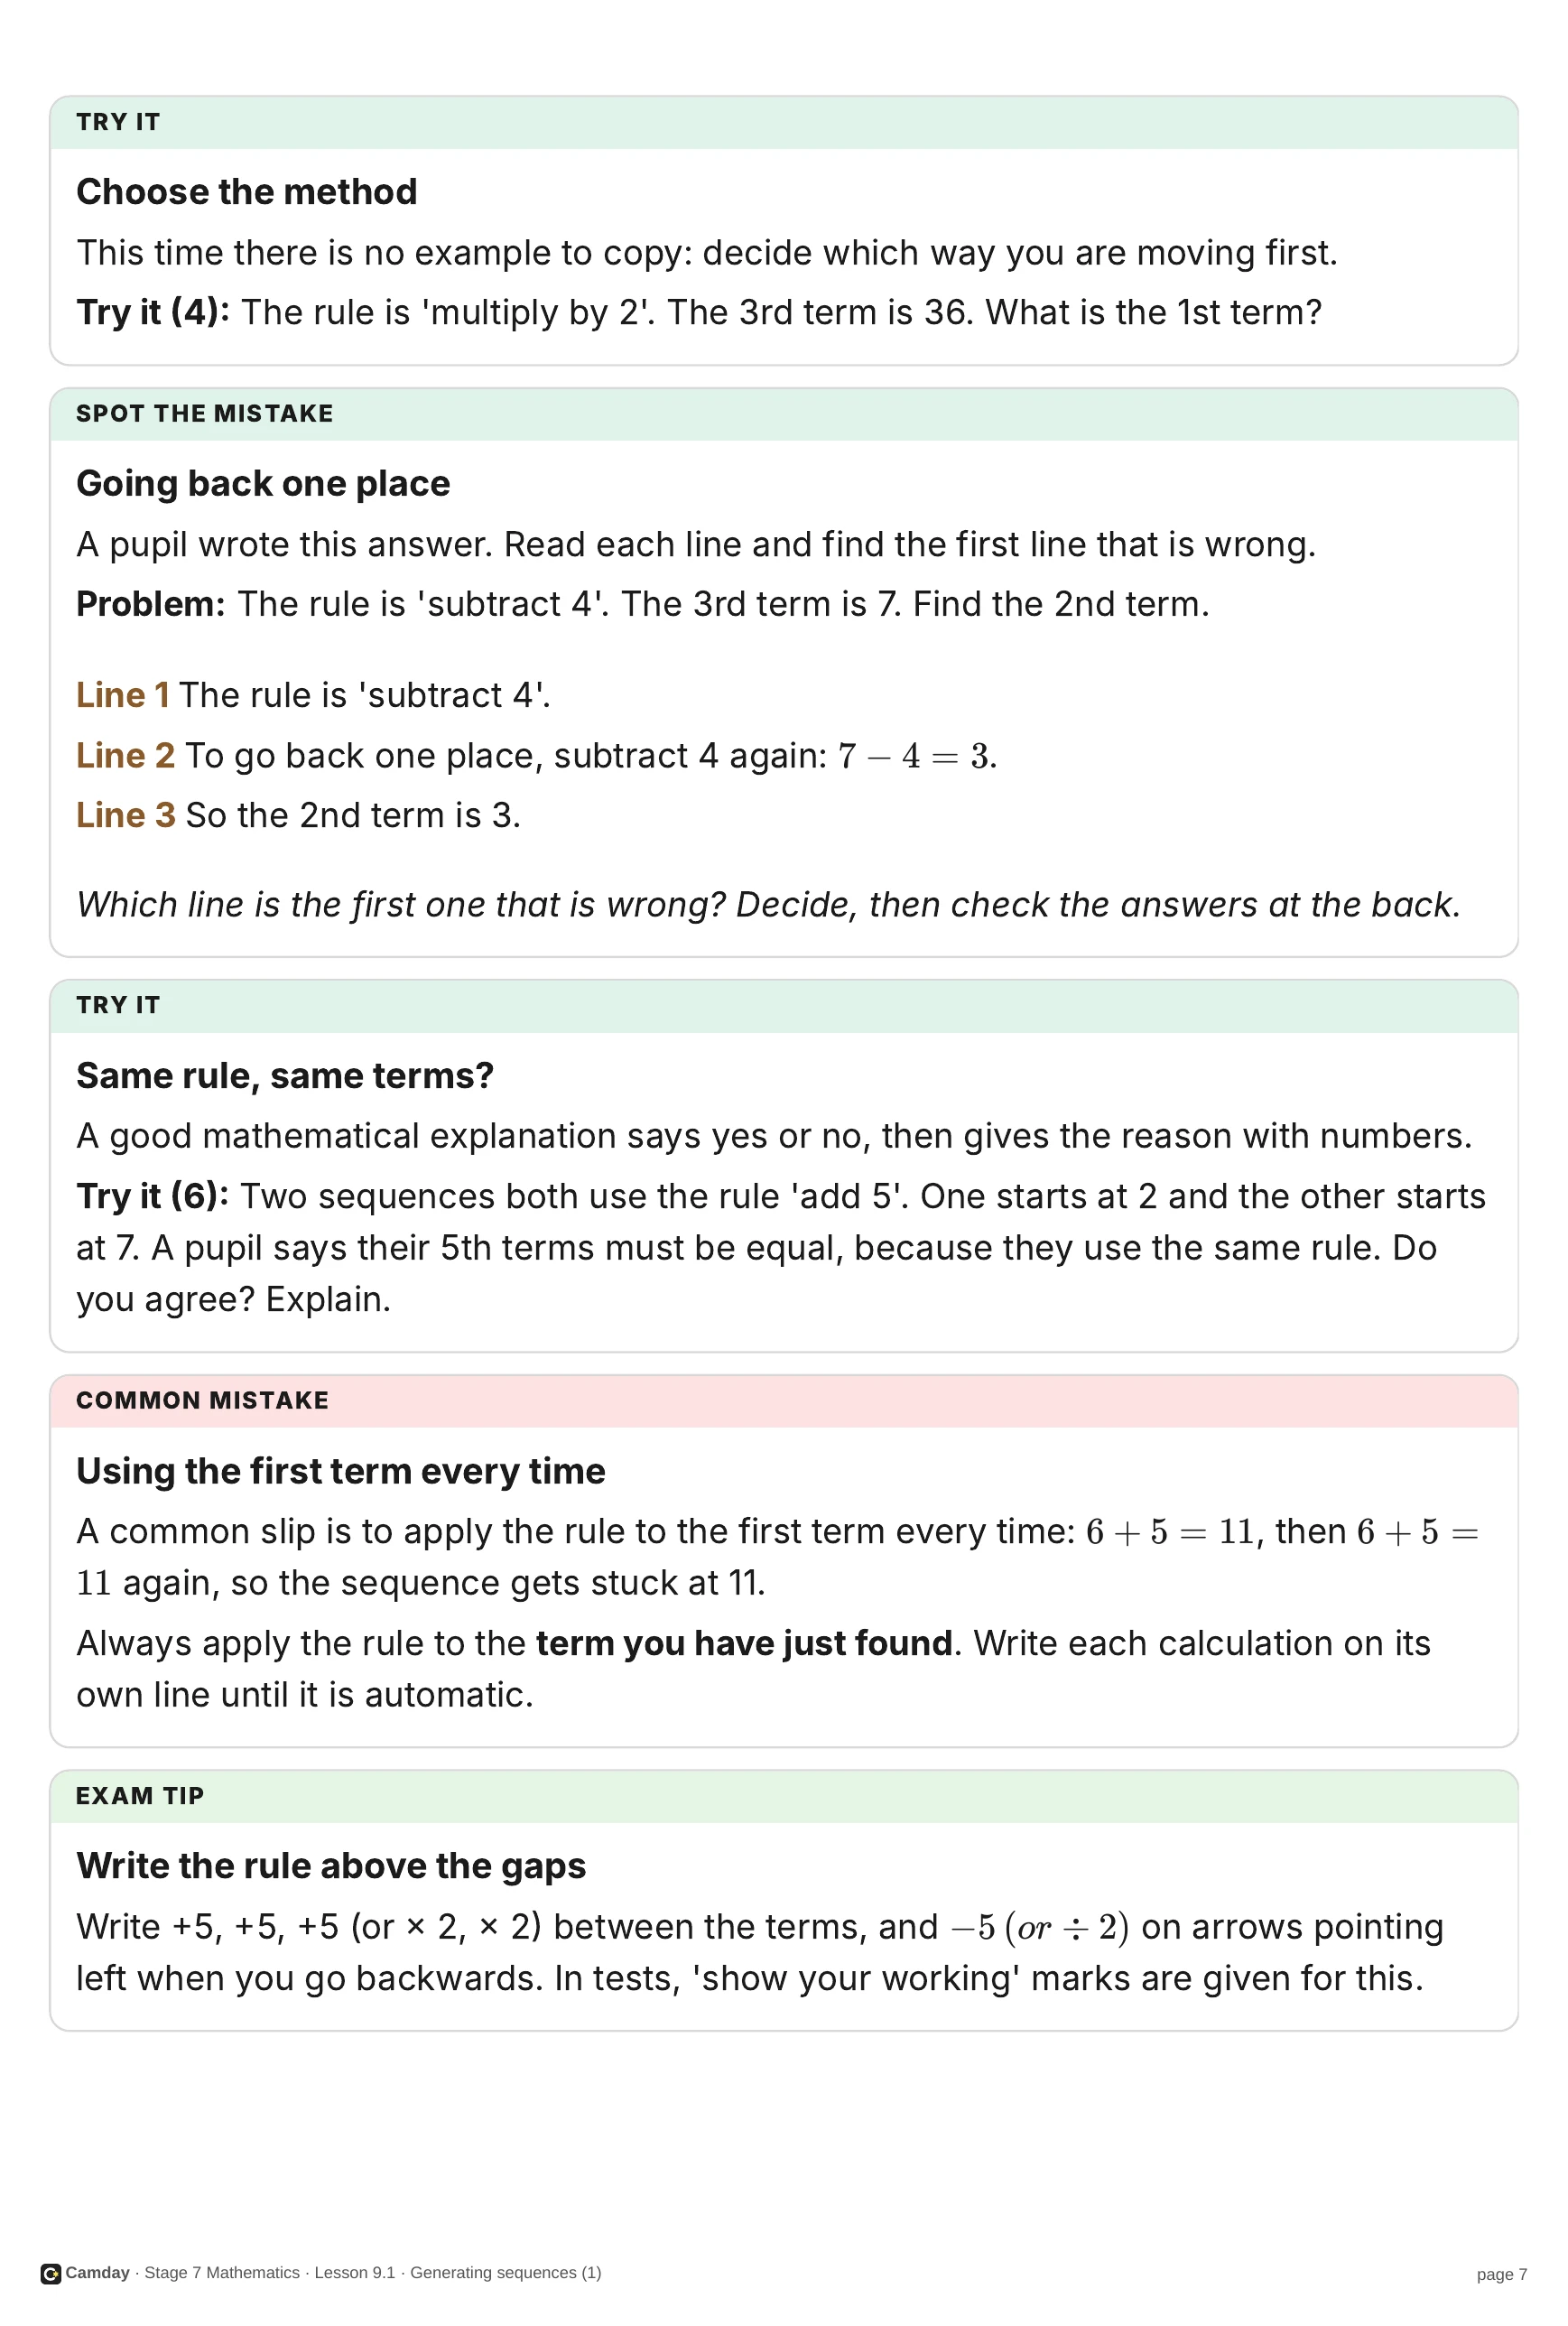 TRY IT
Choose the method
This time there is no example to copy: decide which way you are moving first.
Try it (4): The rule is 'multiply by 2'. The 3rd term is 36. What is the 1st term?
SPOT THE MISTAKE
Going back one place
A pupil wrote this answer. Read each line and find the first line that is wrong.
Problem: The rule is 'subtract 4'. The 3rd term is 7. Find the 2nd term.
Line 1 The rule is 'subtract 4'.
Line 2 To go back one place, subtract 4 again: 7 − 4 = 3.
Line 3 So the 2nd term is 3.
Which line is the first one that is wrong? Decide, then check the answers at the back.
TRY IT
Same rule, same terms?
A good mathematical explanation says yes or no, then gives the reason with numbers.
Try it (6): Two sequences both use the rule 'add 5'. One starts at 2 and the other starts
at 7. A pupil says their 5th terms must be equal, because they use the same rule. Do
you agree? Explain.
COMMON MISTAKE
Using the first term every time
A common slip is to apply the rule to the first term every time: 6 + 5 = 11, then 6 + 5 =
11 again, so the sequence gets stuck at 11.
Always apply the rule to the term you have just found. Write each calculation on its
own line until it is automatic.
EXAM TIP
Write the rule above the gaps
Write +5, +5, +5 (or × 2, × 2) between the terms, and −5 (or ÷ 2) on arrows pointing
left when you go backwards. In tests, 'show your working' marks are given for this.
Camday · Stage 7 Mathematics · Lesson 9.1 · Generating sequences (1)
page 7